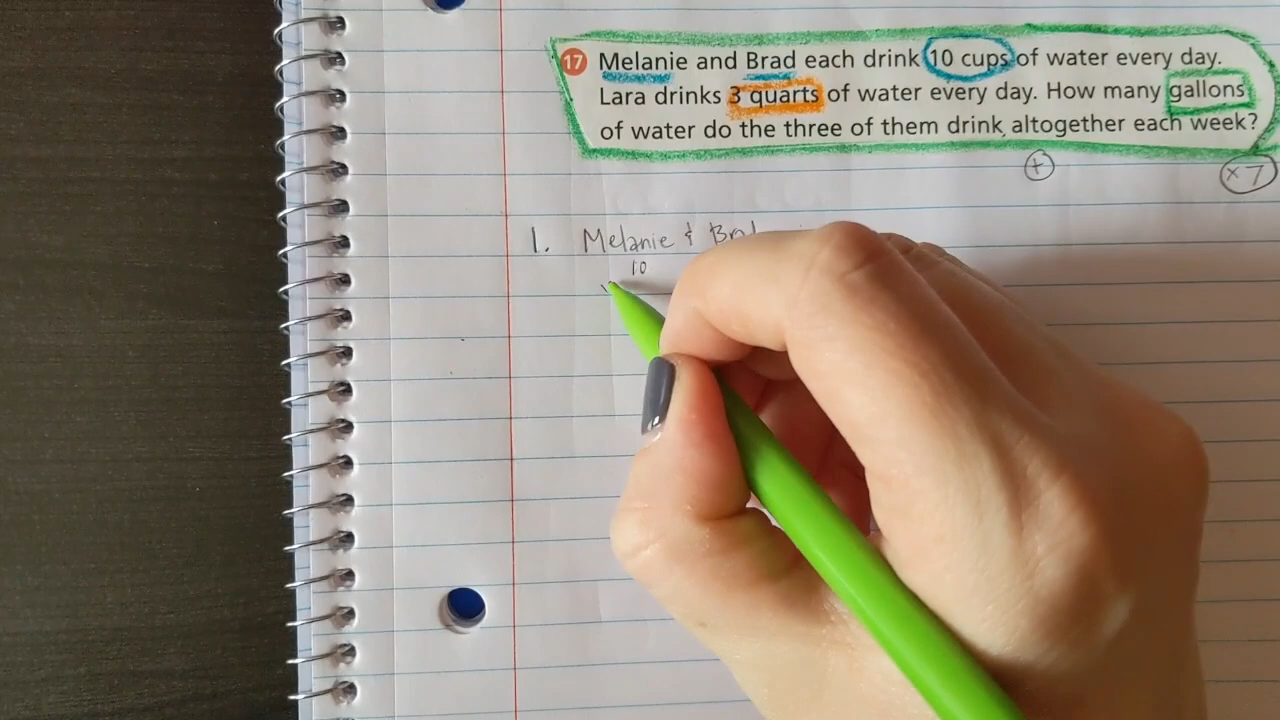 17 Melanie and Brad each drink 10 cups of water every day.
Lara drinks 3 quarts of water every day. How many gallons
of water do the three of them drink altogether each week?
+ × 7
1. Melanie &
10